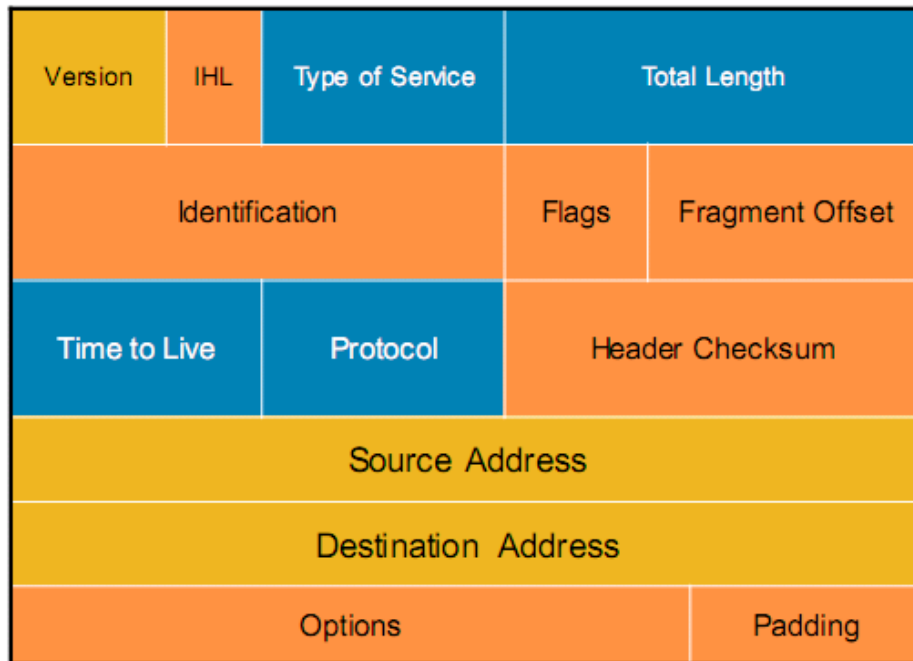 Version IHL Type of Service Total Length
Identification Flags Fragment Offset
Time to Live Protocol Header Checksum
Source Address
Destination Address
Options Padding